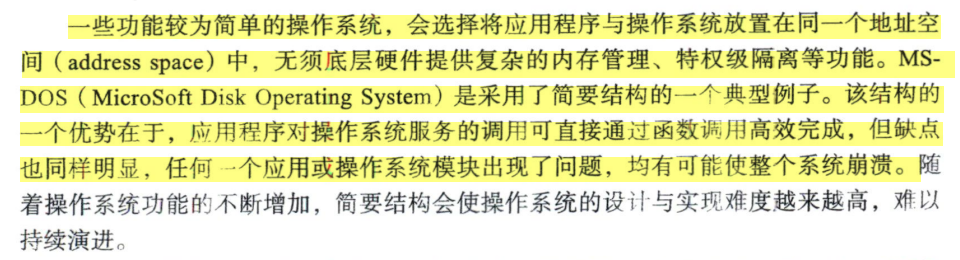 一些功能较为简单的操作系统，会选择将应用程序与操作系统放置在同一个地址空
间（address space）中，无须底层硬件提供复杂的内存管理、特权级隔离等功能。MS-
DOS（MicroSoft Disk Operating System）是采用了简要结构的一个典型例子。该结构的
一个优势在于，应用程序对操作系统服务的调用可直接通过函数调用高效完成，但缺点
也同样明显，任何一个应用或操作系统模块出现了问题，均有可能使整个系统崩溃。随
着操作系统功能的不断增加，简要结构会使操作系统的设计与实现难度越来越高，难以
持续演进。